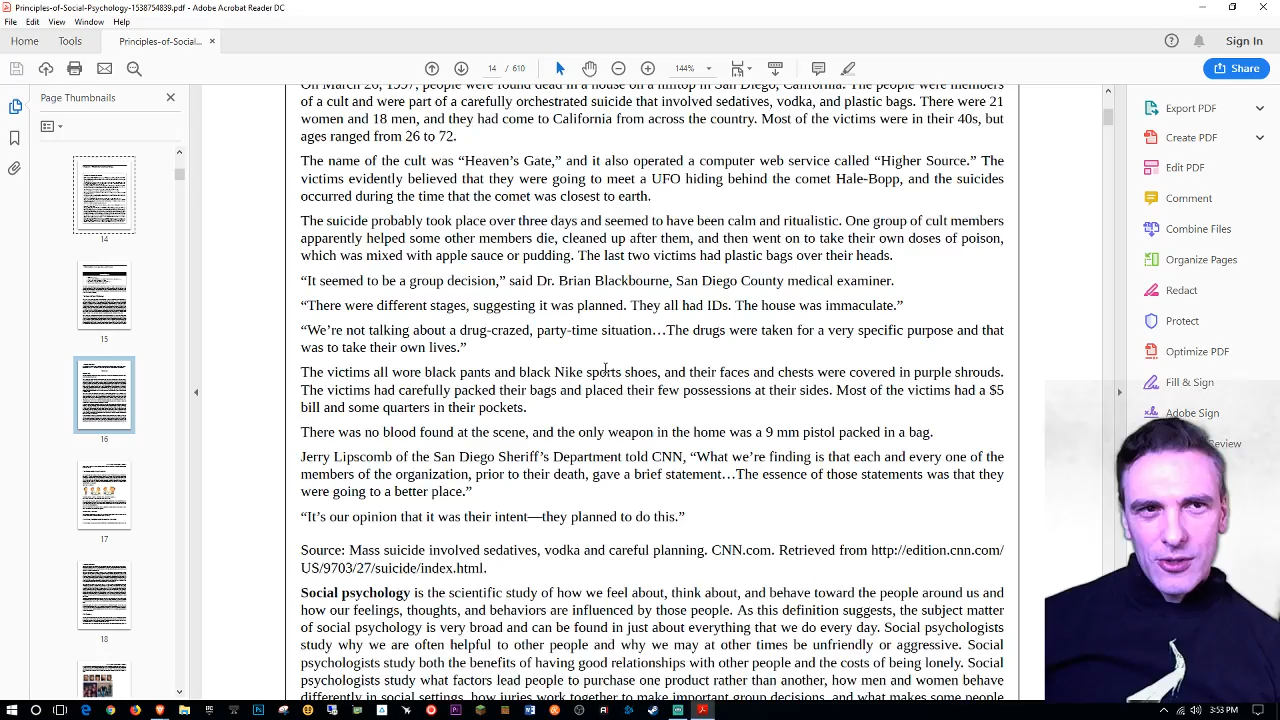 Principles-of-Social-Psychology-1538754839.pdf - Adobe Acrobat Reader DC
File Edit View Window Help
Home Tools Principles-of-Social... × Sign In
14 / 610 144% Share
Page Thumbnails
14
15
16
17
18
On March 26, 1997, people were found dead in a house on a hilltop in San Diego, California. The people were members
of a cult and were part of a carefully orchestrated suicide that involved sedatives, vodka, and plastic bags. There were 21
women and 18 men, and they had come to California from across the country. Most of the victims were in their 40s, but
ages ranged from 26 to 72.
The name of the cult was “Heaven’s Gate,” and it also operated a computer web service called “Higher Source.” The
victims evidently believed that they were going to meet a UFO hiding behind the comet Hale-Bopp, and the suicides
occurred during the time that the comet was closest to earth.
The suicide probably took place over three days and seemed to have been calm and ritualistic. One group of cult members
apparently helped some other members die, cleaned up after them, and then went on to take their own doses of poison,
which was mixed with apple sauce or pudding. The last two victims had plastic bags over their heads.
“It seemed to be a group decision,” said Dr. Brian Blackbourne, San Diego County medical examiner.
“There were different stages, suggesting it was planned. They all had IDs. The house was immaculate.”
“We’re not talking about a drug-crazed, party-time situation…The drugs were taken for a very specific purpose and that
was to take their own lives.”
The victims all wore black pants and black Nike sports shoes, and their faces and chests were covered in purple shrouds.
The victims had carefully packed their bags and placed their few possessions at their sides. Most of the victims had a $5
bill and some quarters in their pockets.
There was no blood found at the scene, and the only weapon in the home was a 9 mm pistol packed in a bag.
Jerry Lipscomb of the San Diego Sheriff’s Department told CNN, “What we’re finding is that each and every one of the
members of the organization, prior to their death, gave a brief statement…The essence of those statements was that they
were going to a better place.”
“It’s our opinion that it was their intent—they planned to do this.”
Source: Mass suicide involved sedatives, vodka and careful planning. CNN.com. Retrieved from http://edition.cnn.com/
US/9703/27/suicide/index.html.
Social psychology is the scientific study of how we feel about, think about, and behave toward the people around us and
how our feelings, thoughts, and behaviors are influenced by those people. As this definition suggests, the subject matter
of social psychology is very broad and can be found in just about everything that we do every day. Social psychologists
study why we are often helpful to other people and why we may at other times be unfriendly or aggressive. Social
psychologists study both the benefits of having good relationships with other people and the costs of being lonely. Social
psychologists study what factors lead people to purchase one product rather than another, how men and women behave
differently in social settings, how juries work together to make important group decisions, and what makes some people
Export PDF
Create PDF
Edit PDF
Comment
Combine Files
Organize Pages
Redact
Protect
Optimize PDF
Fill & Sign
Adobe Sign
Review
3:53 PM